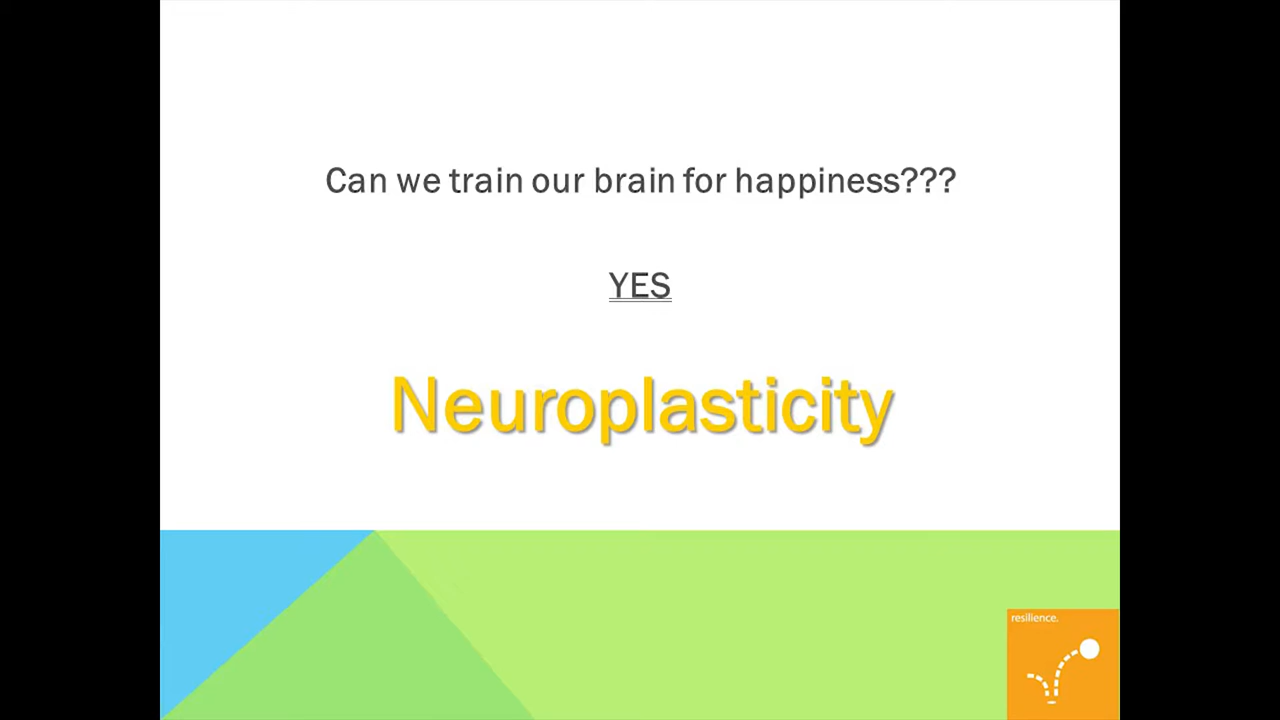 Can we train our brain for happiness???
YES
Neuroplasticity
resilience.